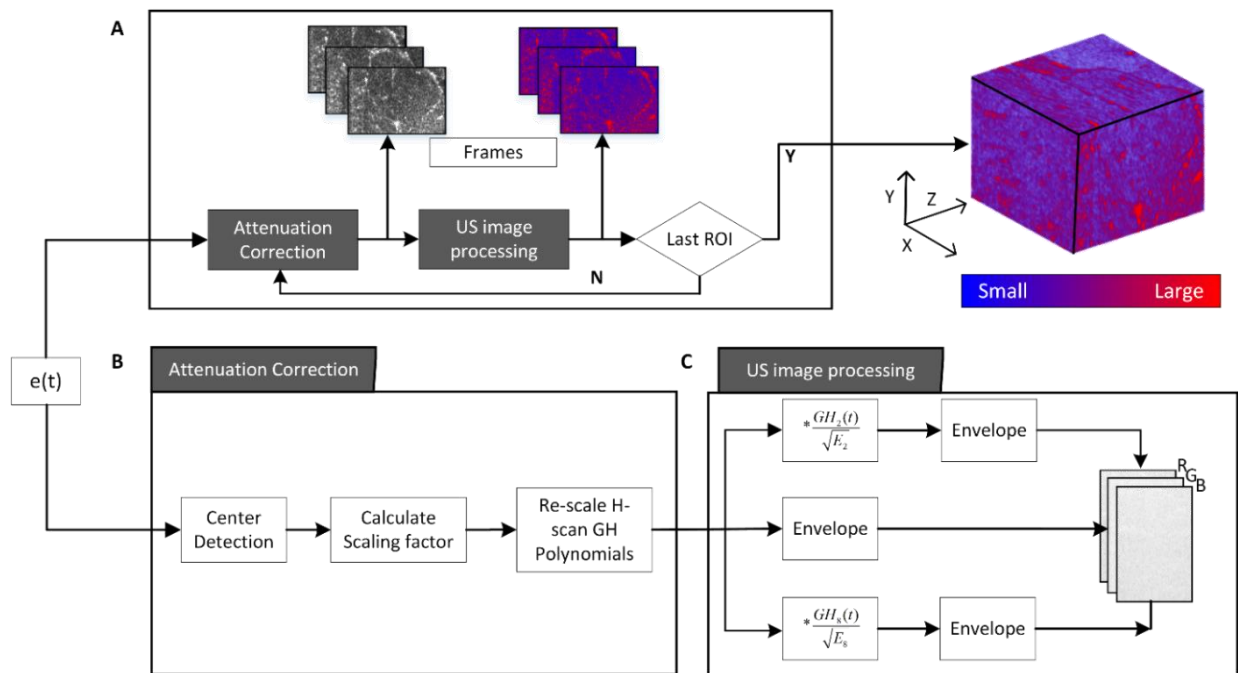 A
Frames
Y
Attenuation
Correction
US image
processing
Last ROI
N
Y
Z
X
Small
Large
e(t)
B
Attenuation Correction
Center
Detection
Calculate
Scaling factor
Re-scale H-
scan GH
Polynomials
C
US image processing
* GH₂(t) / √E₂
Envelope
R
G
B
Envelope
* GH₈(t) / √E₈
Envelope